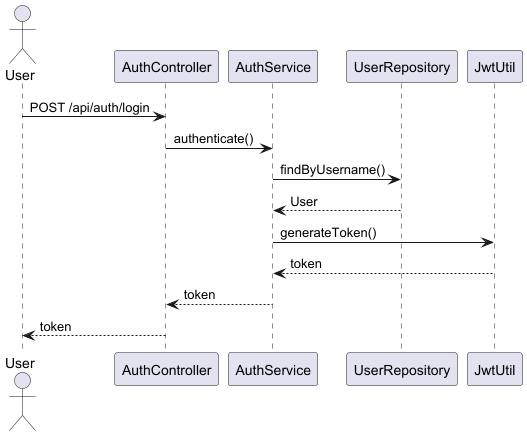 User
AuthController AuthService UserRepository JwtUtil
POST /api/auth/login
authenticate()
findByUsername()
User
generateToken()
token
token
token
User
AuthController AuthService UserRepository JwtUtil